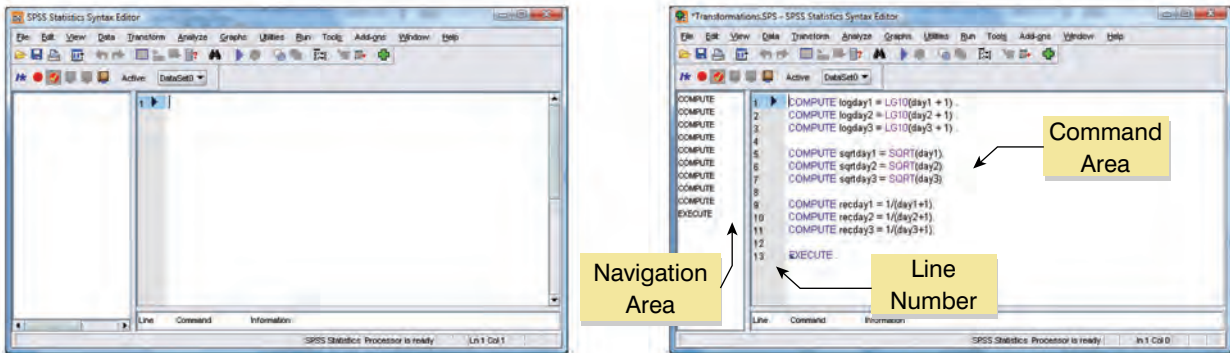 SPSS Statistics Syntax Editor
File Edit View Data Transform Analyze Graphs Utilities Run Tools Add-ons Window Help
Active: DataSet0
1
Line Command Information
SPSS Statistics Processor is ready Ln 1 Col 1
*Transformations.SPS - SPSS Statistics Syntax Editor
File Edit View Data Transform Analyze Graphs Utilities Run Tools Add-ons Window Help
Active: DataSet0
COMPUTE
COMPUTE
COMPUTE
COMPUTE
COMPUTE
COMPUTE
COMPUTE
COMPUTE
COMPUTE
EXECUTE
1 COMPUTE logday1 = LG10(day1 + 1) .
2 COMPUTE logday2 = LG10(day2 + 1) .
3 COMPUTE logday3 = LG10(day3 + 1) .
4
5 COMPUTE sqrtday1 = SQRT(day1).
6 COMPUTE sqrtday2 = SQRT(day2).
7 COMPUTE sqrtday3 = SQRT(day3).
8
9 COMPUTE recday1 = 1/(day1+1).
10 COMPUTE recday2 = 1/(day2+1).
11 COMPUTE recday3 = 1/(day3+1).
12
13 EXECUTE .
Command
Area
Navigation
Area
Line
Number
Line Command Information
SPSS Statistics Processor is ready In 1 Col 0